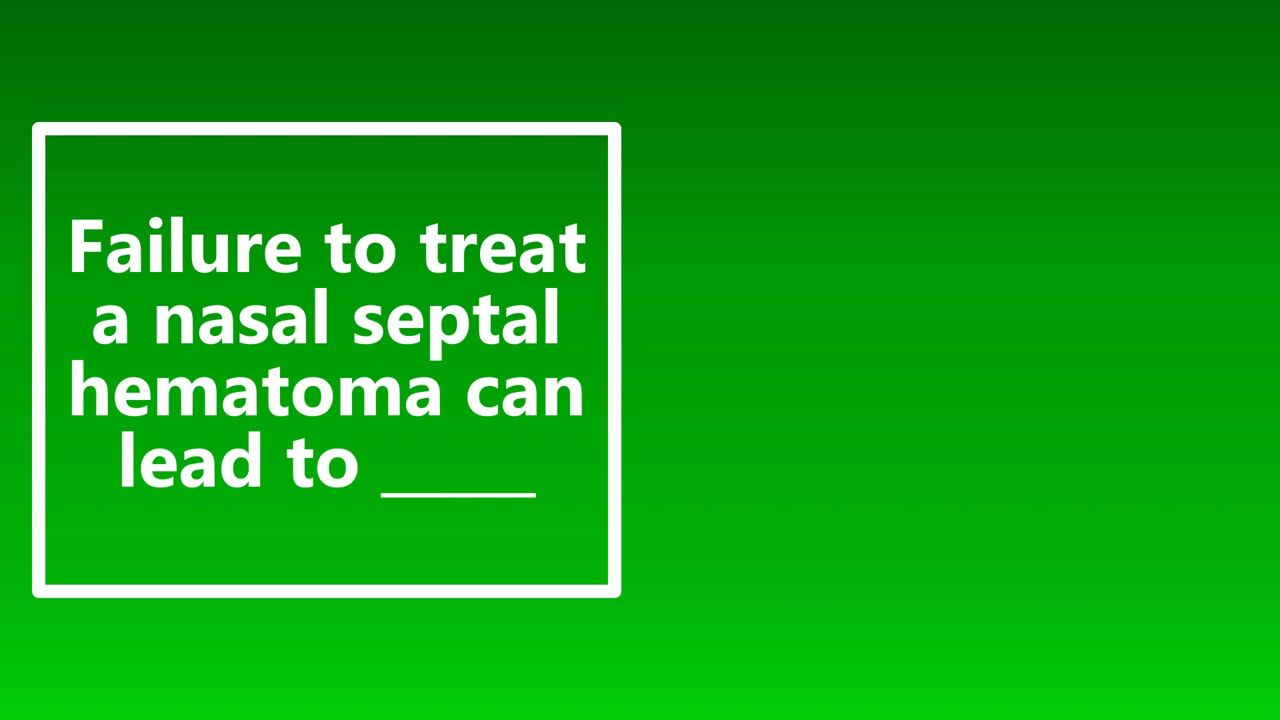 Failure to treat
a nasal septal
hematoma can
lead to _____